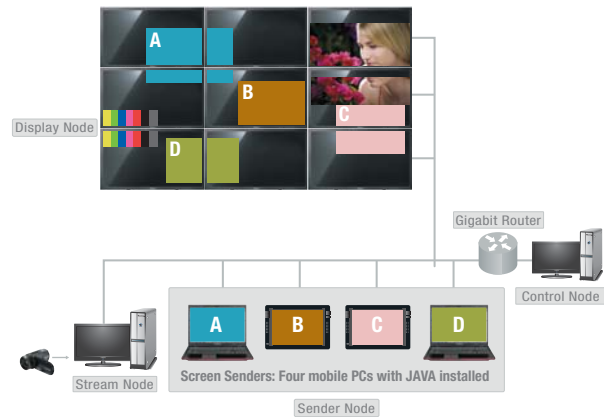 A
B
C
D
Display Node
Gigabit Router
Control Node
A
B
C
D
Stream Node
Screen Senders: Four mobile PCs with JAVA installed
Sender Node